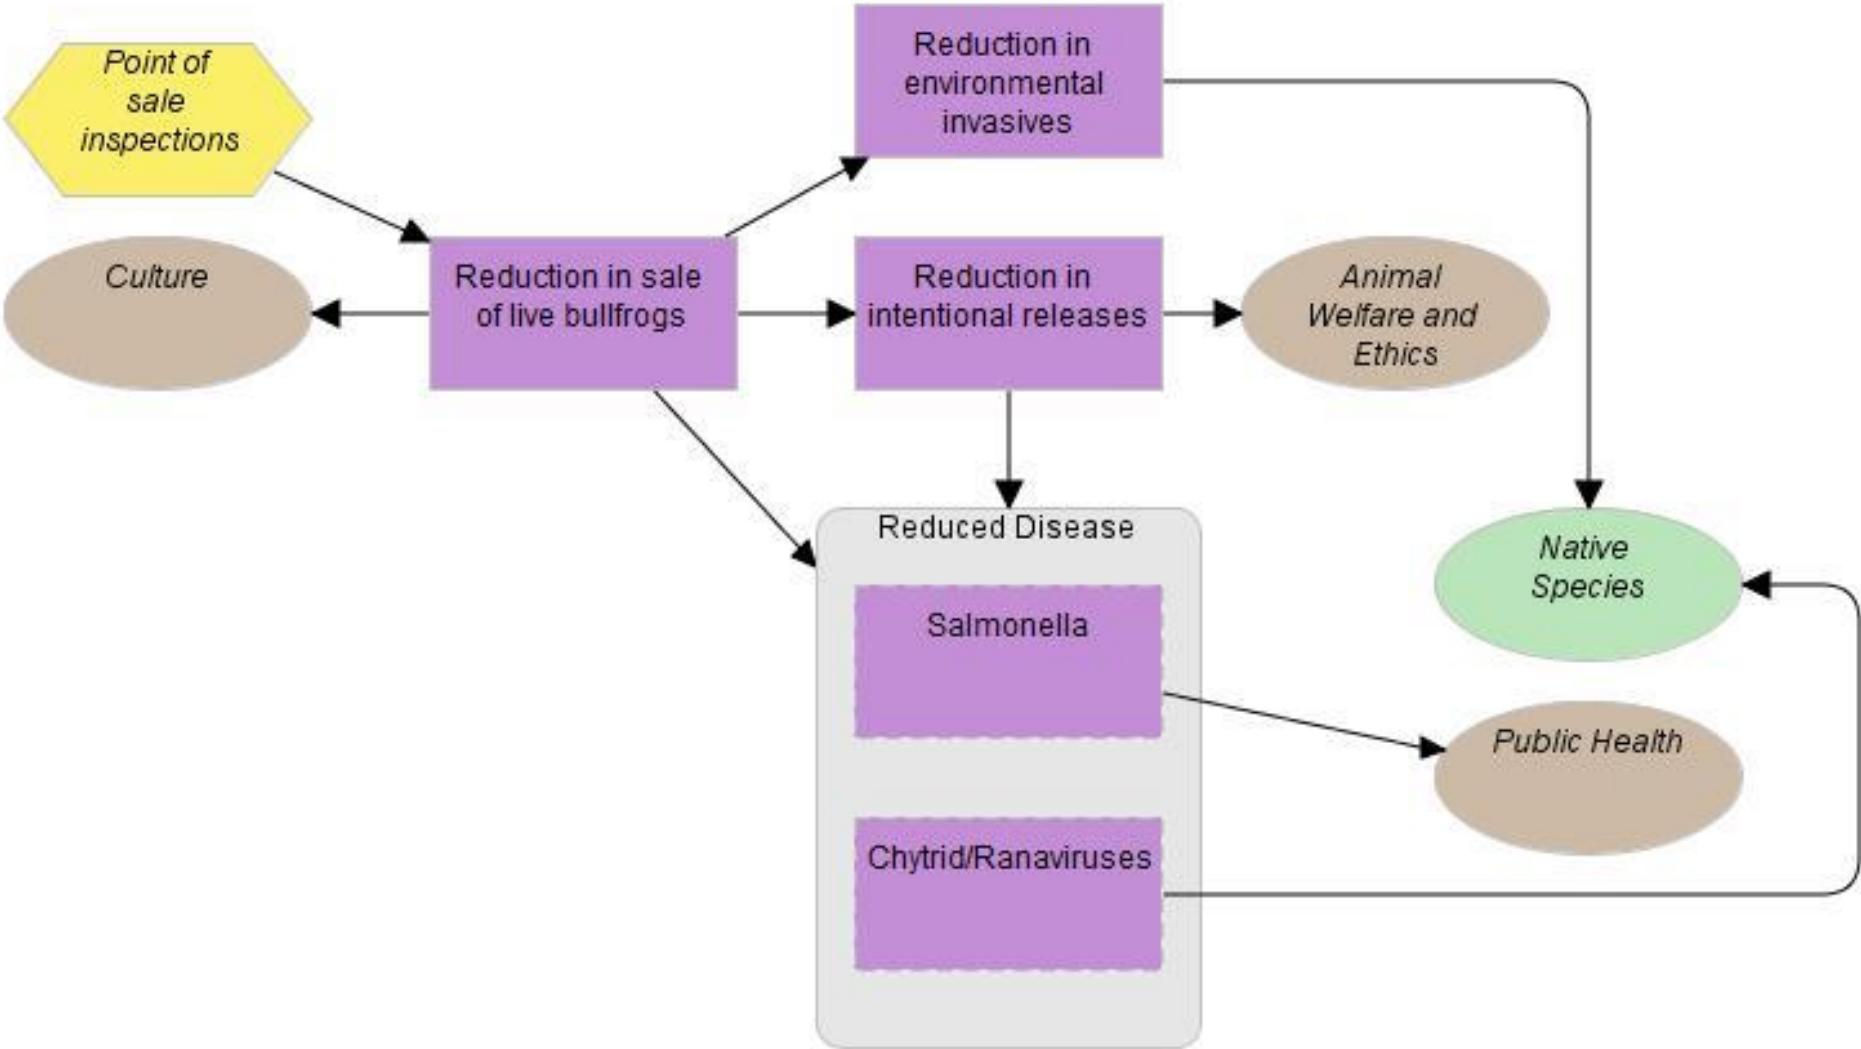 Point of
sale
inspections
Reduction in
environmental
invasives
Culture
Reduction in sale
of live bullfrogs
Reduction in
intentional releases
Animal
Welfare and
Ethics
Reduced Disease
Salmonella
Chytrid/Ranaviruses
Native
Species
Public Health